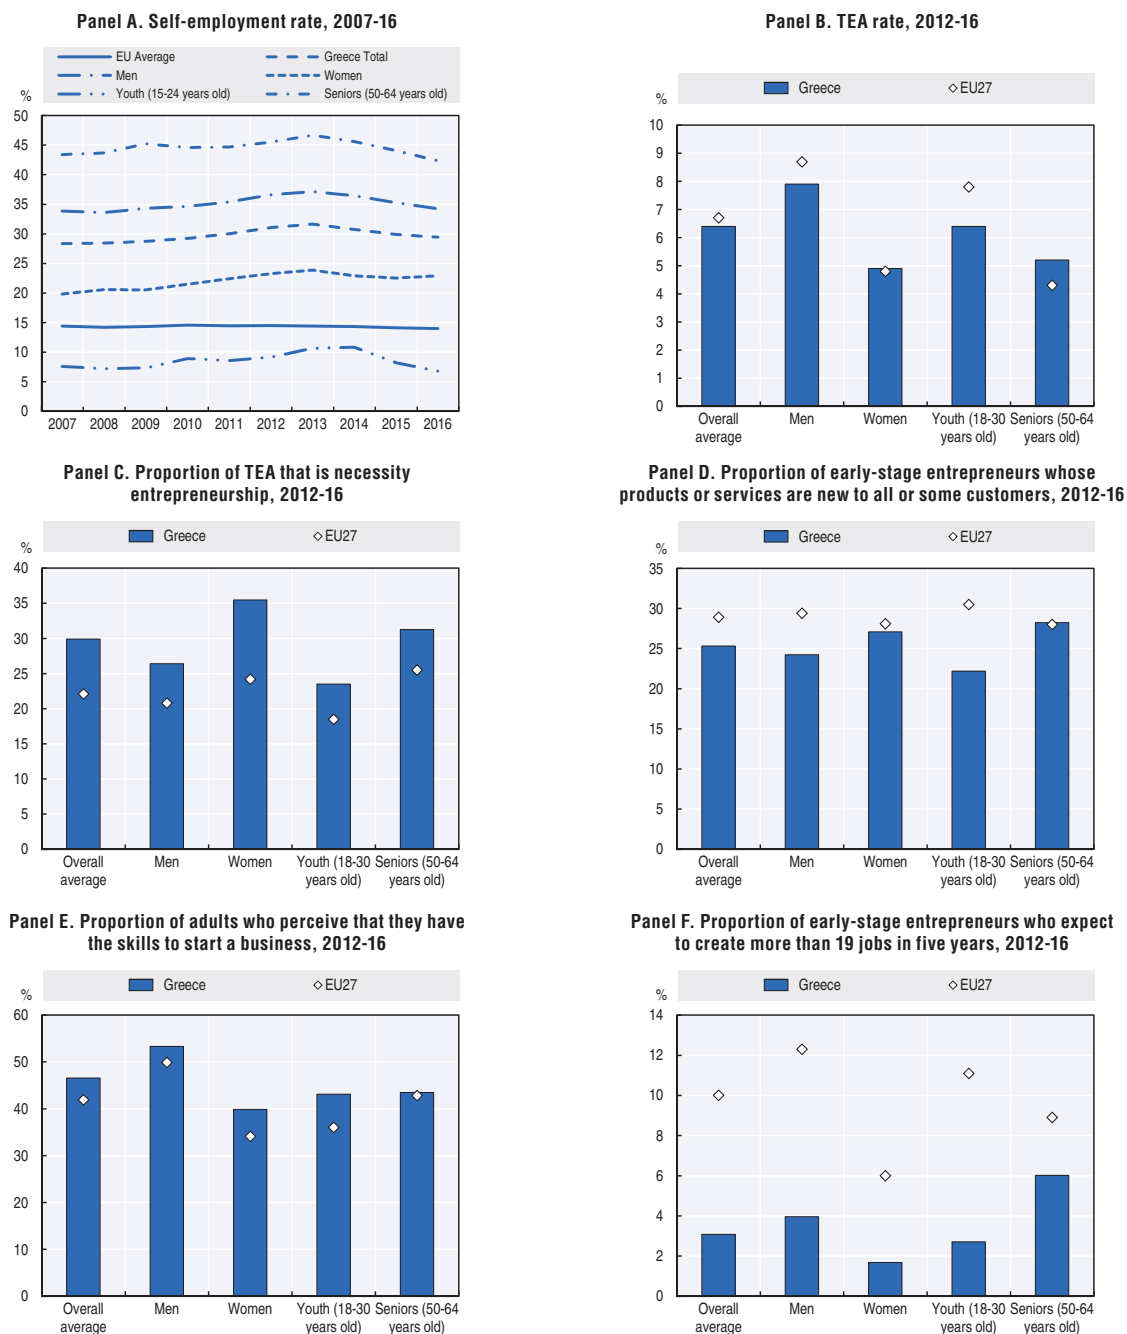 Panel A. Self-employment rate, 2007-16
EU Average
Greece Total
Men
Women
Youth (15-24 years old)
Seniors (50-64 years old)
%
50
45
40
35
30
25
20
15
10
5
0
2007 2008 2009 2010 2011 2012 2013 2014 2015 2016
Panel B. TEA rate, 2012-16
Greece
EU27
%
10
9
8
7
6
5
4
3
2
1
0
Overall average
Men
Women
Youth (18-30 years old)
Seniors (50-64 years old)
Panel C. Proportion of TEA that is necessity
entrepreneurship, 2012-16
Greece
EU27
%
40
35
30
25
20
15
10
5
0
Overall average
Men
Women
Youth (18-30 years old)
Seniors (50-64 years old)
Panel D. Proportion of early-stage entrepreneurs whose
products or services are new to all or some customers, 2012-16
Greece
EU27
%
35
30
25
20
15
10
5
0
Overall average
Men
Women
Youth (18-30 years old)
Seniors (50-64 years old)
Panel E. Proportion of adults who perceive that they have
the skills to start a business, 2012-16
Greece
EU27
%
60
50
40
30
20
10
0
Overall average
Men
Women
Youth (18-30 years old)
Seniors (50-64 years old)
Panel F. Proportion of early-stage entrepreneurs who expect
to create more than 19 jobs in five years, 2012-16
Greece
EU27
%
14
12
10
8
6
4
2
0
Overall average
Men
Women
Youth (18-30 years old)
Seniors (50-64 years old)